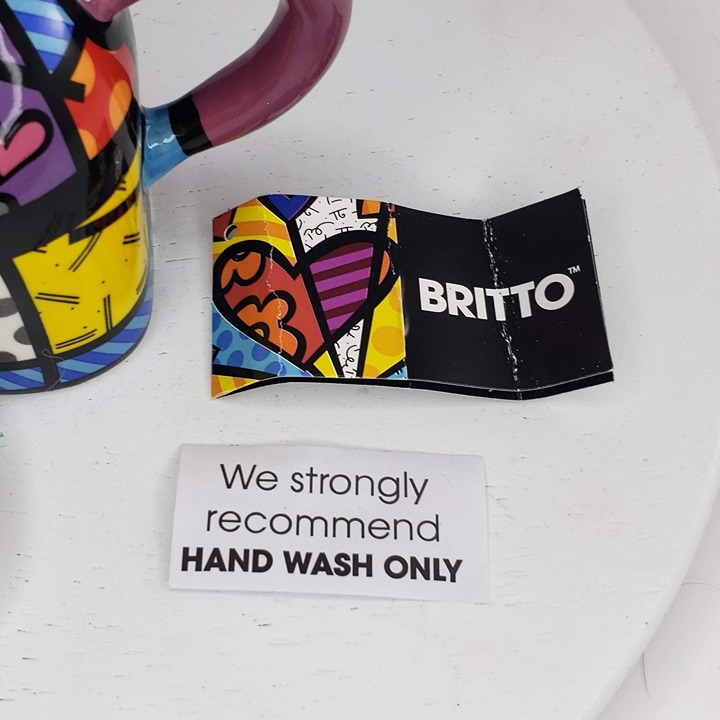 BRITTO™
We strongly
recommend
HAND WASH ONLY